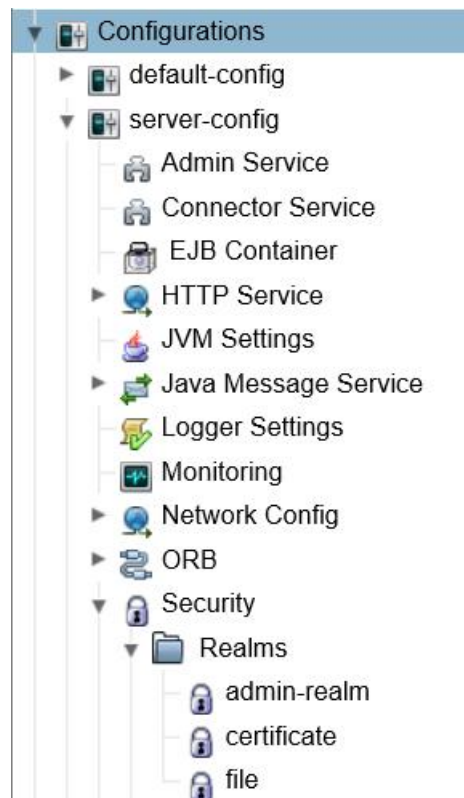 Configurations
default-config
server-config
Admin Service
Connector Service
EJB Container
HTTP Service
JVM Settings
Java Message Service
Logger Settings
Monitoring
Network Config
ORB
Security
Realms
admin-realm
certificate
file